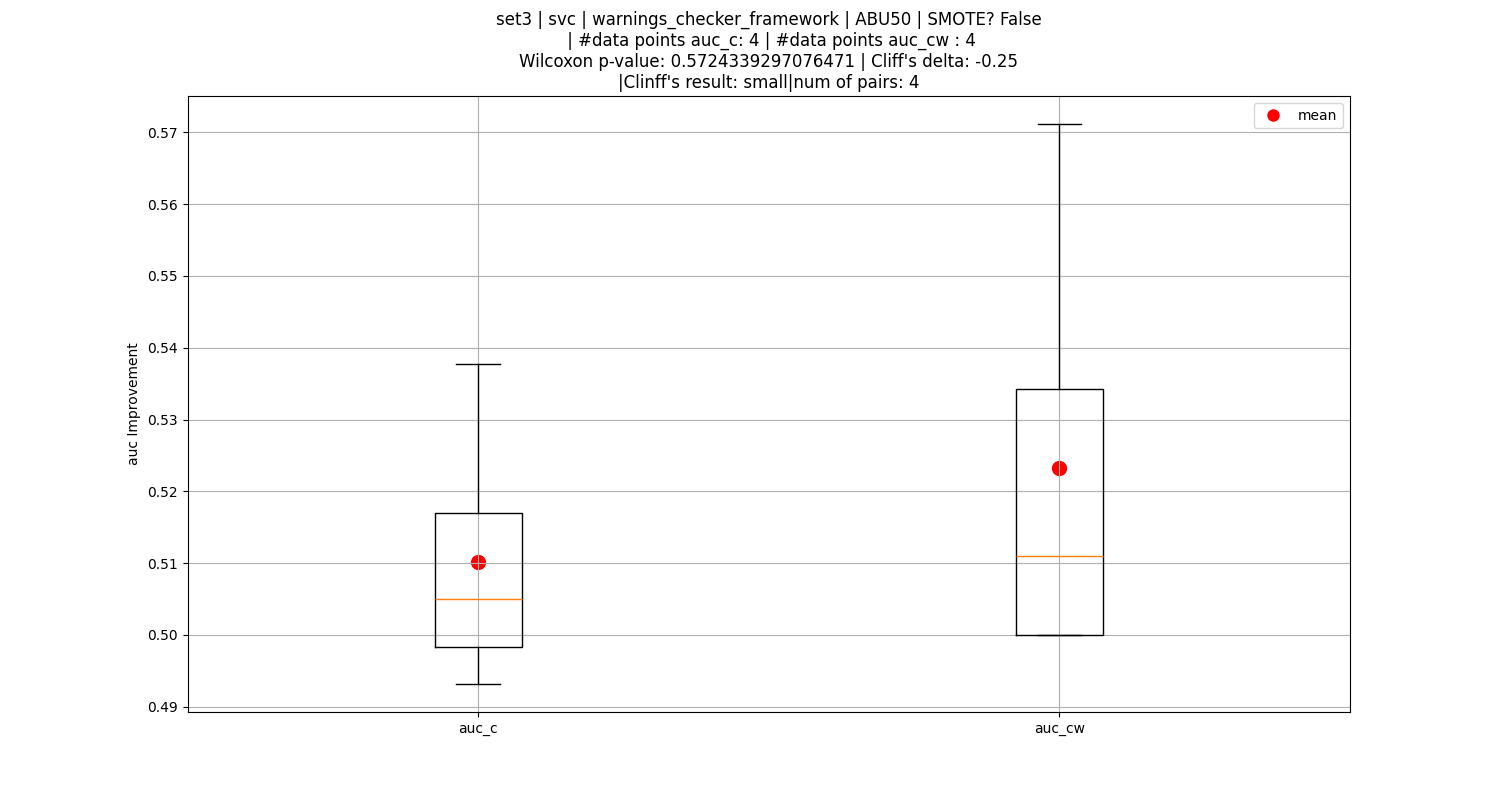 set3 | svc | warnings_checker_framework | ABU50 | SMOTE? False
| #data points auc_c: 4 | #data points auc_cw : 4
Wilcoxon p-value: 0.5724339297076471 | Cliff's delta: -0.25
|Clinff's result: small|num of pairs: 4
mean
0.57
0.56
0.55
0.54
0.53
0.52
0.51
0.50
0.49
auc Improvement
auc_c
auc_cw